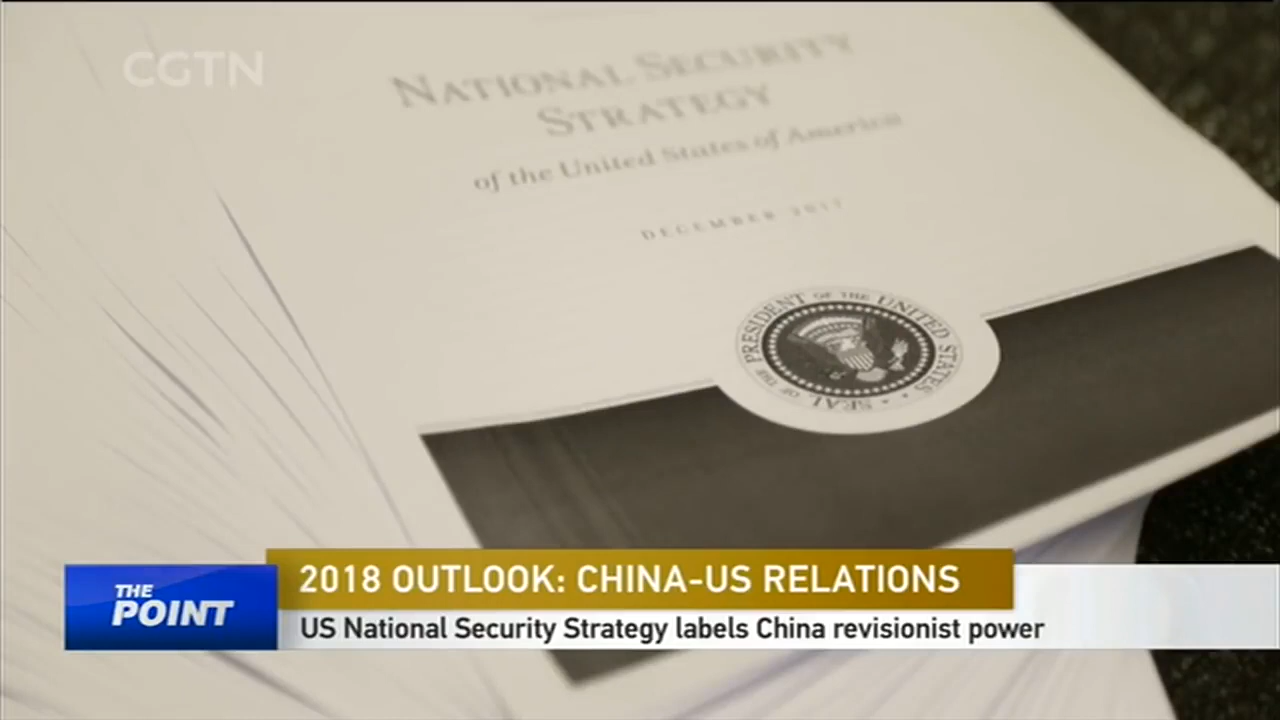 CGTN
NATIONAL SECURITY
STRATEGY
of the United States of America
DECEMBER 2017
SEAL OF THE PRESIDENT OF THE UNITED STATES
THE
POINT
2018 OUTLOOK: CHINA-US RELATIONS
US National Security Strategy labels China revisionist power